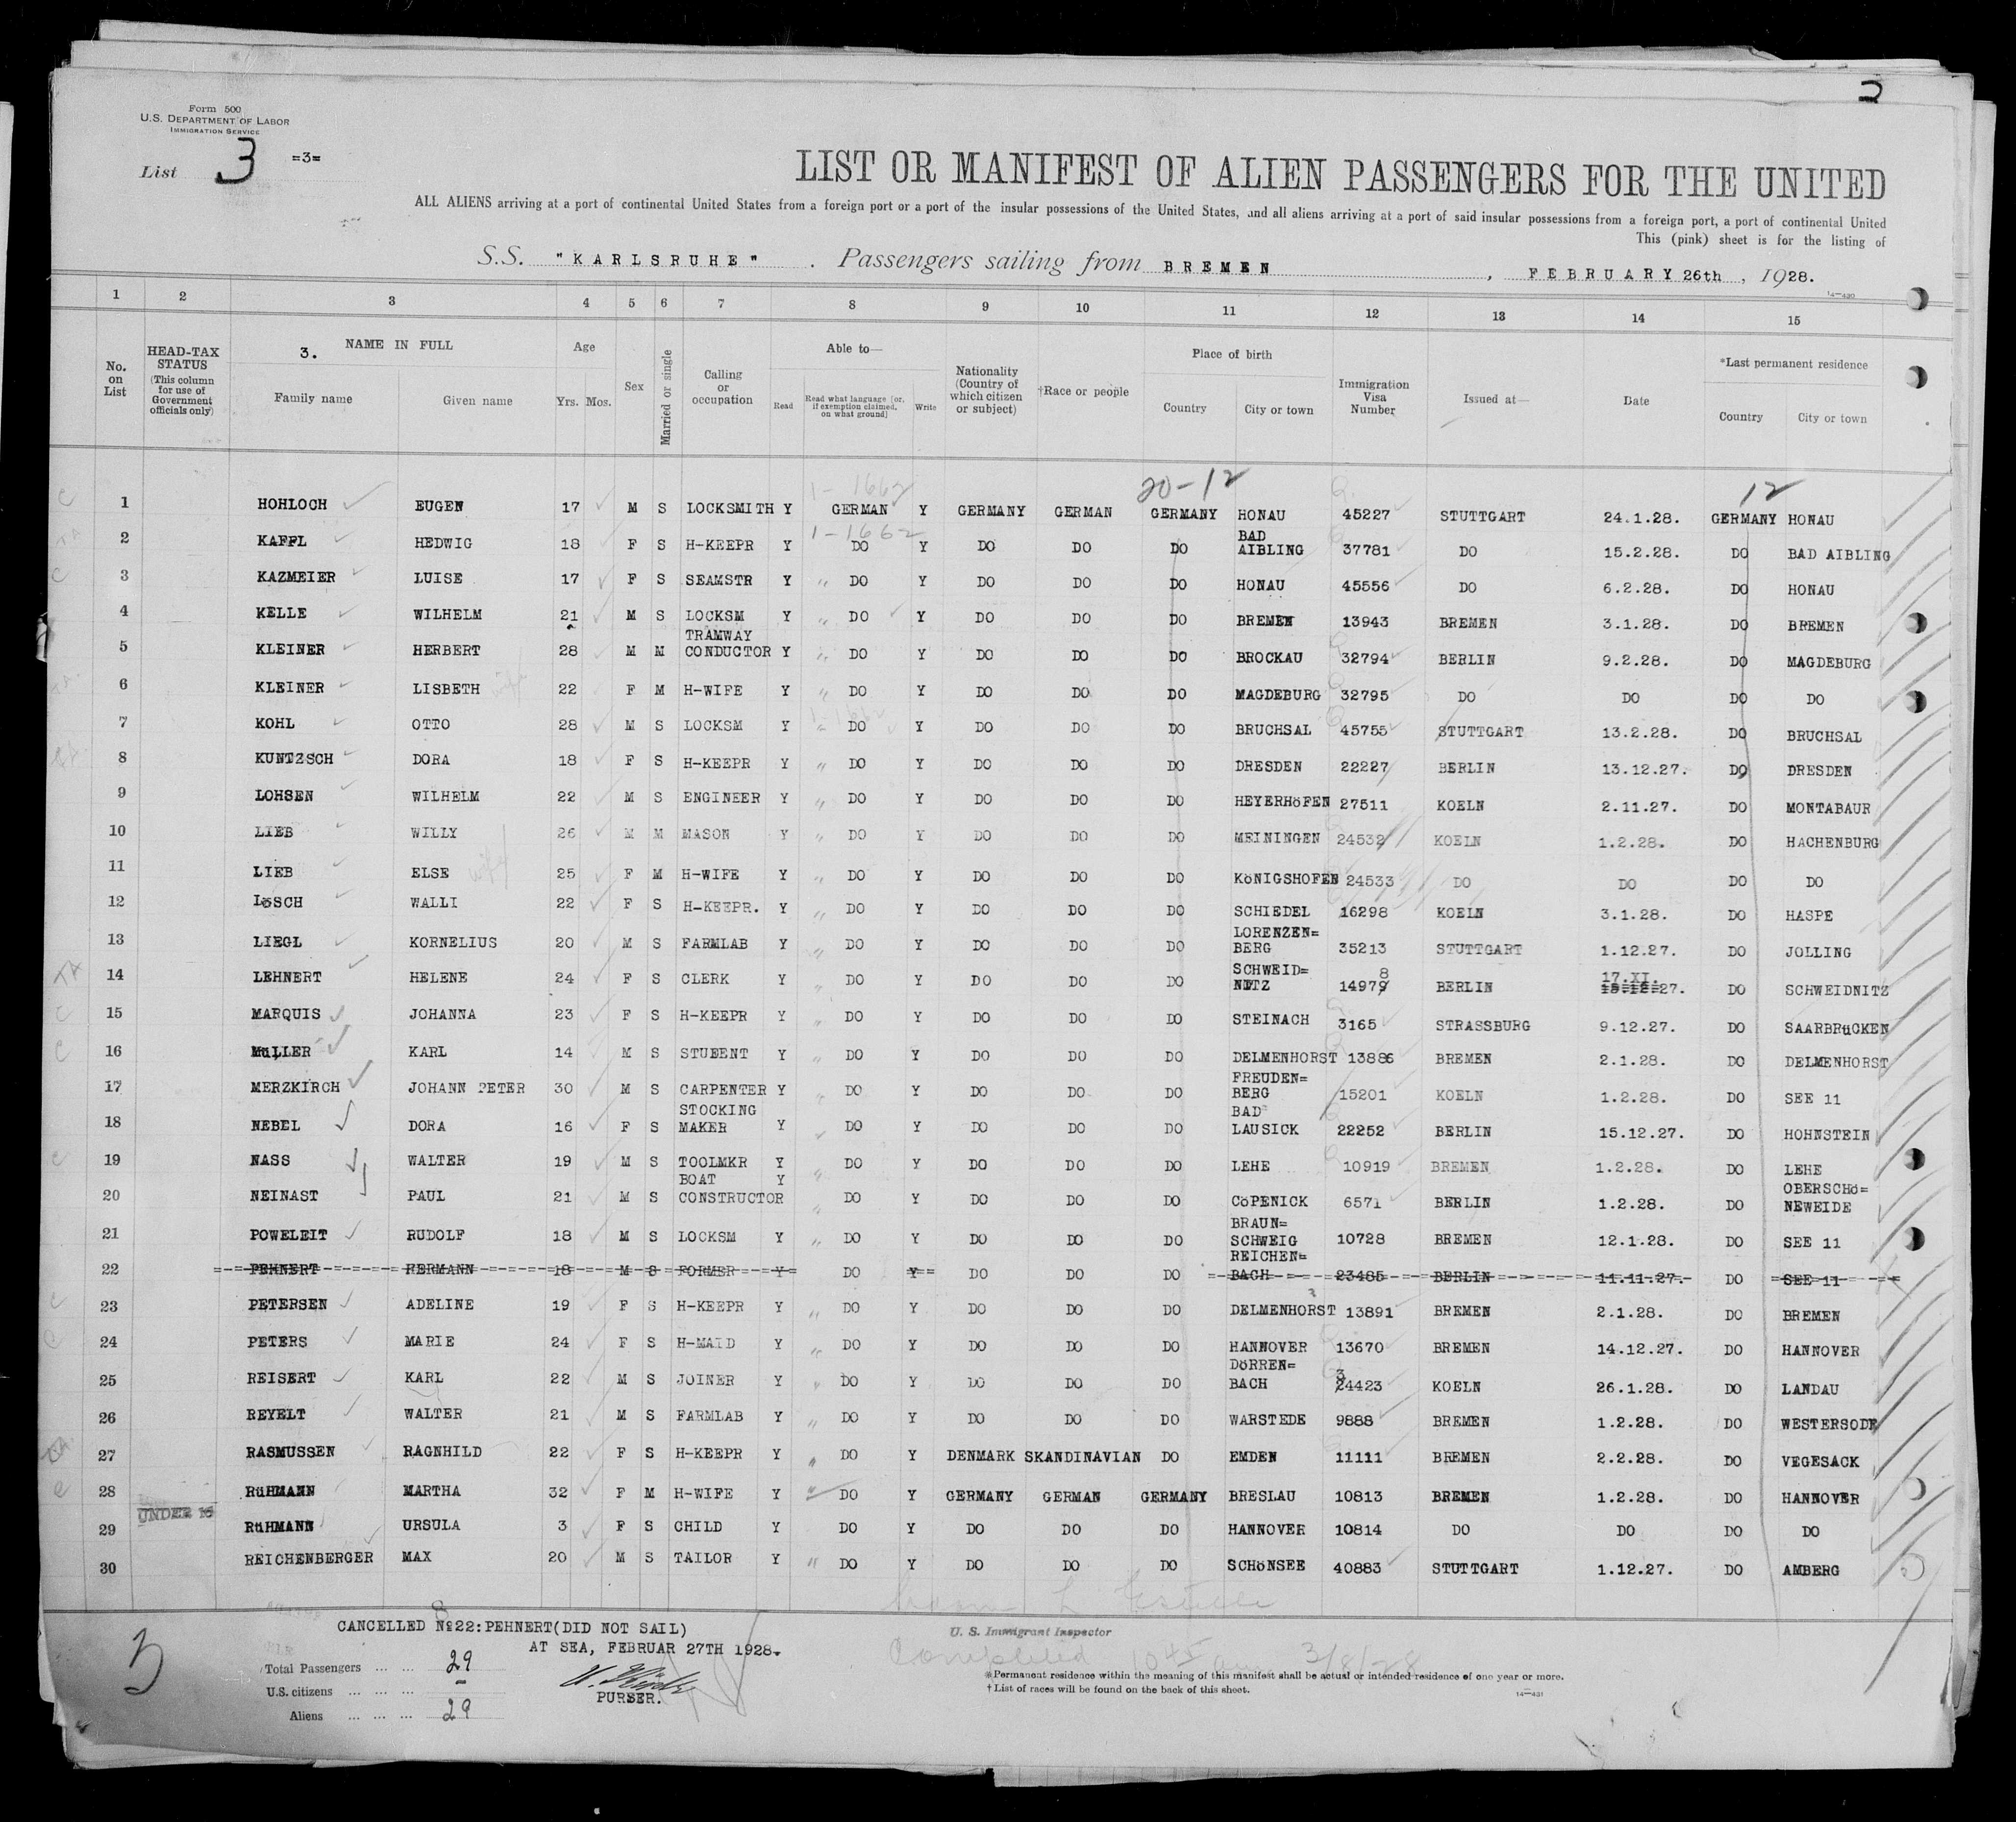 Form 500
U.S. DEPARTMENT OF LABOR
IMMIGRATION SERVICE
List 3 =3=
LIST OR MANIFEST OF ALIEN PASSENGERS FOR THE UNITED
ALL ALIENS arriving at a port of continental United States from a foreign port or a port of the insular possessions of the United States, and all aliens arriving at a port of said insular possessions from a foreign port, a port of continental United
This (pink) sheet is for the listing of
S.S. "KARLSRUHE" . Passengers sailing from BREMEN , FEBRUARY 26th , 1928.
14—430
1 2 3 4 5 6 7 8 9 10 11 12 13 14 15
No. on List
HEAD-TAX STATUS (This column for use of Government officials only)
3. NAME IN FULL
Family name Given name
Age Yrs. Mos.
Sex
Married or single
Calling or occupation
Able to—
Read Read what language (or, if exemption claimed, on what ground) Write
Nationality (Country of which citizen or subject)
†Race or people
Place of birth
Country City or town
Immigration Visa Number
Issued at—
Date
*Last permanent residence
Country City or town
1-1662 20-12 12
1 HOHLOCH EUGEN 17 M S LOCKSMITH Y GERMAN Y GERMANY GERMAN GERMANY HONAU 45227 STUTTGART 24.1.28. GERMANY HONAU
1-1662
2 KAFFL HEDWIG 18 F S H-KEEPR Y DO Y DO DO DO BAD AIBLING 37781 DO 15.2.28. DO BAD AIBLING
3 KAZMEIER LUISE 17 F S SEAMSTR Y " DO Y DO DO DO HONAU 45556 DO 6.2.28. DO HONAU
4 KELLE WILHELM 21 M S LOCKSM Y " DO Y DO DO DO BREMEN 13943 BREMEN 3.1.28. DO BREMEN
5 KLEINER HERBERT 28 M M TRAMWAY CONDUCTOR Y " DO Y DO DO DO BROCKAU 32794 BERLIN 9.2.28. DO MAGDEBURG
6 KLEINER LISBETH wife 22 F M H-WIFE Y " DO Y DO DO DO MAGDEBURG 32795 DO DO DO DO
7 KOHL OTTO 28 M S LOCKSM Y " DO Y DO DO DO BRUCHSAL 45755 STUTTGART 13.2.28. DO BRUCHSAL
8 KUNTZSCH DORA 18 F S H-KEEPR Y " DO Y DO DO DO DRESDEN 22227 BERLIN 13.12.27. DO DRESDEN
9 LOHSEN WILHELM 22 M S ENGINEER Y " DO Y DO DO DO HEYERHöFEN 27511 KOELN 2.11.27. DO MONTABAUR
10 LIEB WILLY 26 M M MASON Y " DO Y DO DO DO MEININGEN 24532 KOELN 1.2.28. DO HACHENBURG
11 LIEB ELSE wife 25 F M H-WIFE Y " DO Y DO DO DO KöNIGSHOFEN 24533 DO DO DO DO
12 LöSCH WALLI 22 F S H-KEEPR. Y " DO Y DO DO DO SCHIEDEL 16298 KOELN 3.1.28. DO HASPE
13 LIEGL KORNELIUS 20 M S FARMLAB Y " DO Y DO DO DO LORENZEN= BERG 35213 STUTTGART 1.12.27. DO JOLLING
14 LEHNERT HELENE 24 F S CLERK Y " DO Y DO DO DO SCHWEID= NITZ 14979 8 BERLIN 17.XI. 27. DO SCHWEIDNITZ
15 MARQUIS JOHANNA 23 F S H-KEEPR Y " DO Y DO DO DO STEINACH 3165 STRASSBURG 9.12.27. DO SAARBRüCKEN
16 MüLLER KARL 14 M S STUBENT Y " DO Y DO DO DO DELMENHORST 13886 BREMEN 2.1.28. DO DELMENHORST
17 MERZKIRCH JOHANN PETER 30 M S CARPENTER Y " DO Y DO DO DO FREUDEN= BERG 15201 KOELN 1.2.28. DO SEE 11
18 NEBEL DORA 16 F S STOCKING MAKER Y " DO Y DO DO DO BAD= LAUSICK 22252 BERLIN 15.12.27. DO HOHNSTEIN
19 NASS WALTER 19 M S TOOLMKR Y " DO Y DO DO DO LEHE 10919 BREMEN 1.2.28. DO LEHE
20 NEINAST PAUL 21 M S BOAT CONSTRUCTOR Y " DO Y DO DO DO CöPENICK 6571 BERLIN 1.2.28. DO OBERSCHö= NEWEIDE
21 POWELEIT RUDOLF 18 M S LOCKSM Y " DO Y DO DO DO BRAUN= SCHWEIG 10728 BREMEN 12.1.28. DO SEE 11
22 PEHNERT HERMANN 18 M S FORMER Y DO Y DO DO DO REICHEN= BACH 23485 BERLIN 11.11.27. DO SEE 11
23 PETERSEN ADELINE 19 F S H-KEEPR Y " DO Y DO DO DO DELMENHORST 13891 BREMEN 2.1.28. DO BREMEN
24 PETERS MARIE 24 F S H-MAID Y " DO Y DO DO DO HANNOVER 13670 BREMEN 14.12.27. DO HANNOVER
25 REISERT KARL 22 M S JOINER Y " DO Y DO DO DO DöRREN= BACH 3 24423 KOELN 26.1.28. DO LANDAU
26 REYELT WALTER 21 M S FARMLAB Y " DO Y DO DO DO WARSTEDE 9888 BREMEN 1.2.28. DO WESTERSODE
27 RASMUSSEN RAGNHILD 22 F S H-KEEPR Y " DO Y DENMARK SKANDINAVIAN DO EMDEN 11111 BREMEN 2.2.28. DO VEGESACK
28 RüHMANN MARTHA 32 F M H-WIFE Y " DO Y GERMANY GERMAN GERMANY BRESLAU 10813 BREMEN 1.2.28. DO HANNOVER
29 UNDER 16 RüHMANN URSULA 3 F S CHILD Y DO Y DO DO DO HANNOVER 10814 DO DO DO DO
30 REICHENBERGER MAX 20 M S TAILOR Y " DO Y DO DO DO SCHöNSEE 40883 STUTTGART 1.12.27. DO AMBERG
CANCELLED №22:PEHNERT(DID NOT SAIL)
AT SEA, FEBRUAR 27TH 1928.
U. S. Immigrant Inspector
Completed 10 45 am 3/8/28
Total Passengers ... ... 29
U.S. citizens ... ... ... -
Aliens ... ... ... 29
PURSER.
*Permanent residence within the meaning of this manifest shall be actual or intended residence of one year or more.
† List of races will be found on the back of this sheet.
14—431